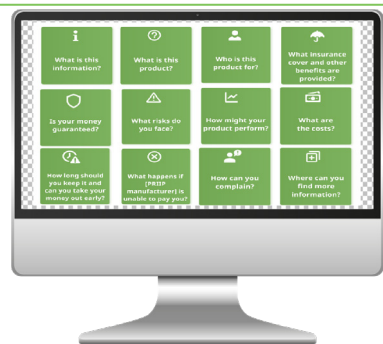 What is this
information?
What is this
product?
Who is this
product for?
What insurance
cover and other
benefits are
provided?
Is your money
guaranteed?
What risks do
you face?
How might your
product perform?
What are
the costs?
How long should
you keep it and
can you take your
money out early?
What happens if
[PRIIP
manufacturer] is
unable to pay you?
How can you
complain?
Where can you
find more
information?